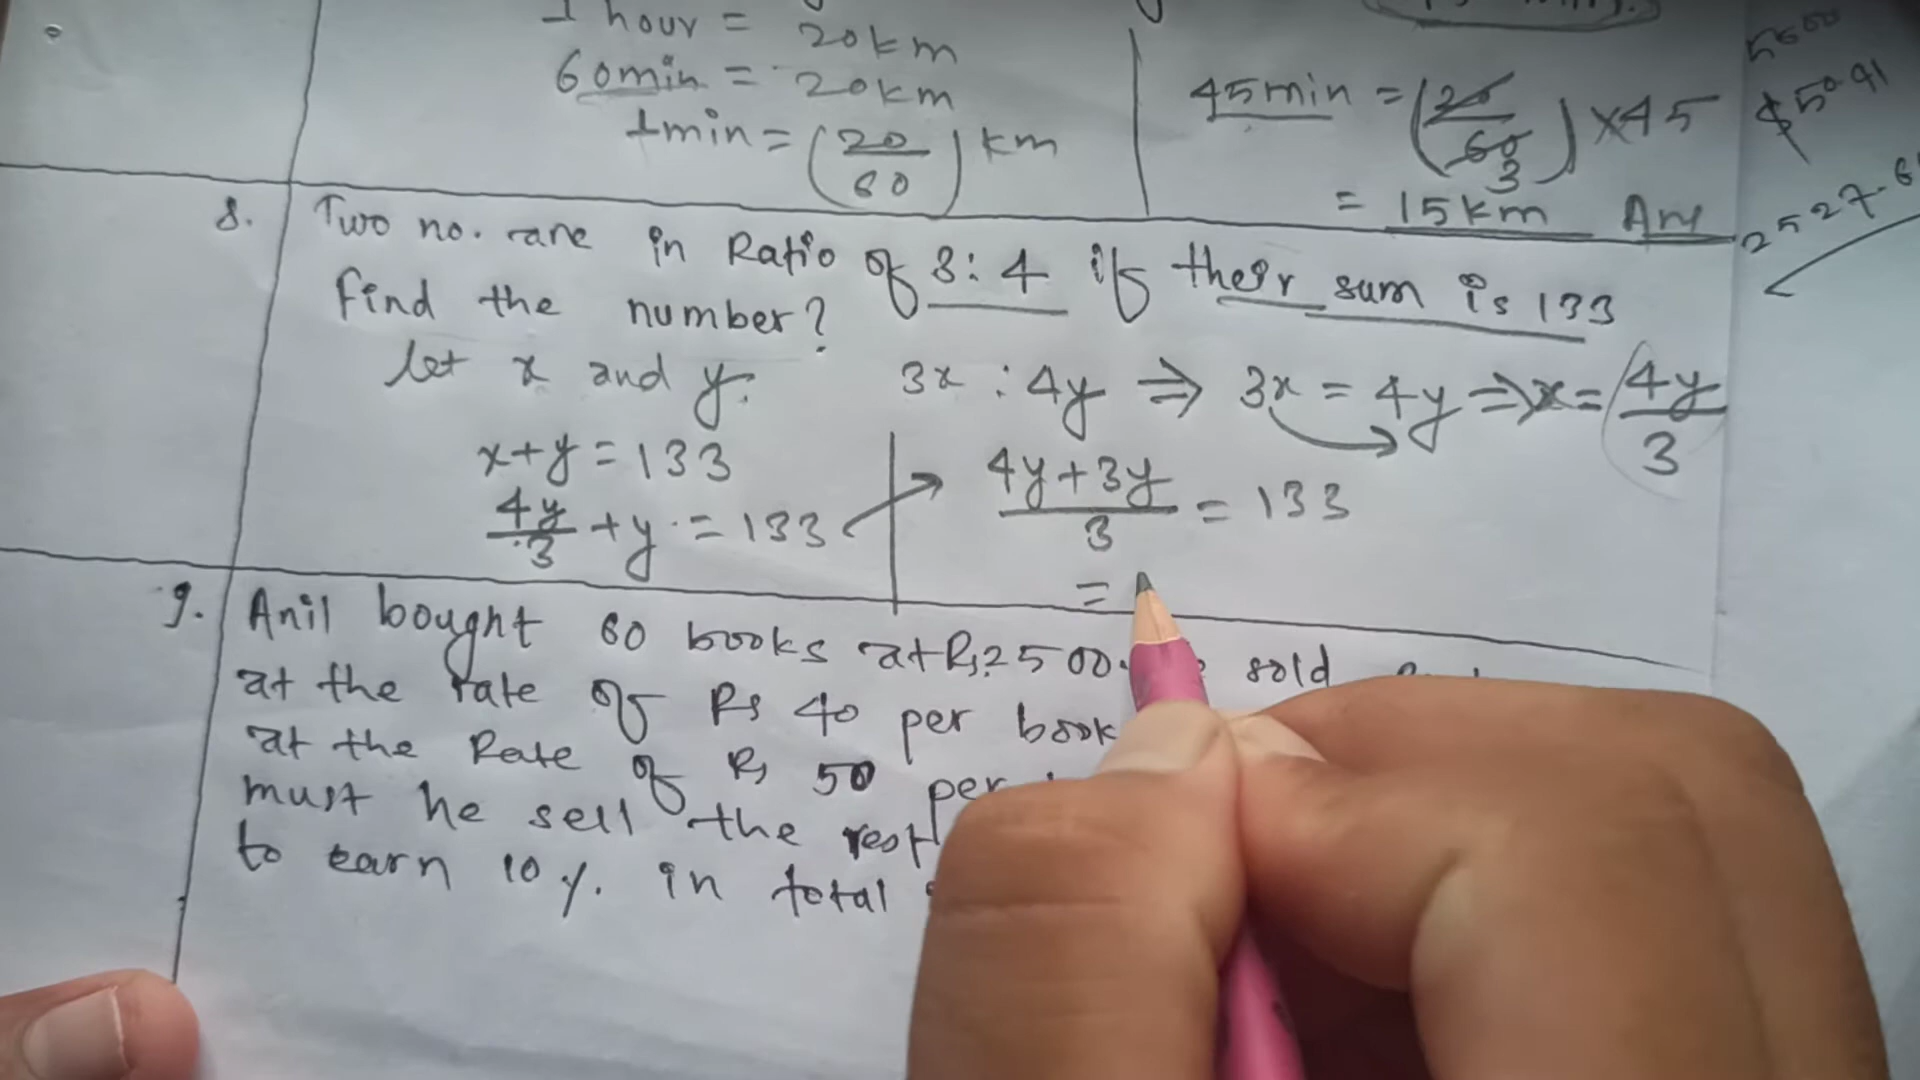 1 hour = 20km
60min = 20km
1min = (20/60) km
45min = (20/60 3) ×45
= 15km Ans
5091
2527.6
8. Two no. are in Ratio of 3:4 if their sum is 133
find the number?
let x and y.
3x : 4y ⇒ 3x = 4y ⇒ x = 4y/3
x+y=133
4y/3 + y = 133
(4y+3y)/3 = 133
=
9. Anil bought 60 books at Rs 2500. sold
at the rate of Rs 40 per book
at the Rate of Rs 50 per
must he sell the rest
to earn 10%. in total